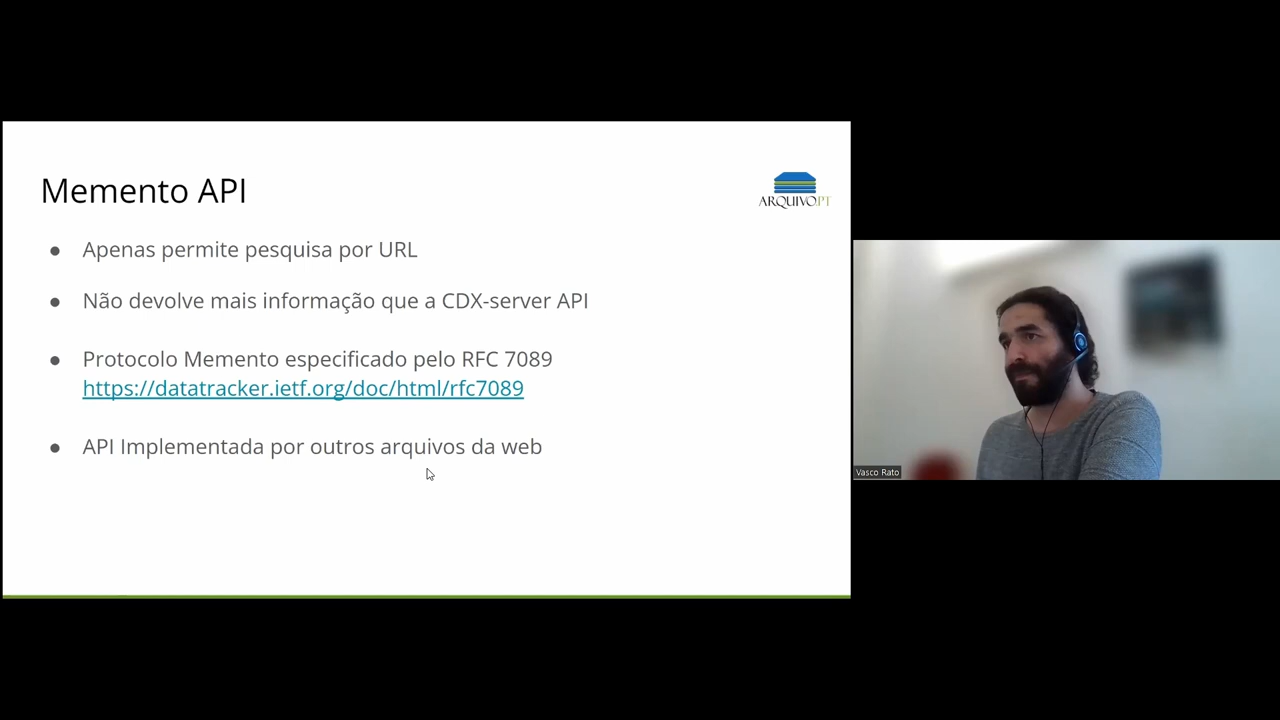 Memento API
ARQUIVO.PT
● Apenas permite pesquisa por URL
● Não devolve mais informação que a CDX-server API
● Protocolo Memento especificado pelo RFC 7089
https://datatracker.ietf.org/doc/html/rfc7089
● API Implementada por outros arquivos da web
Vasco Rato